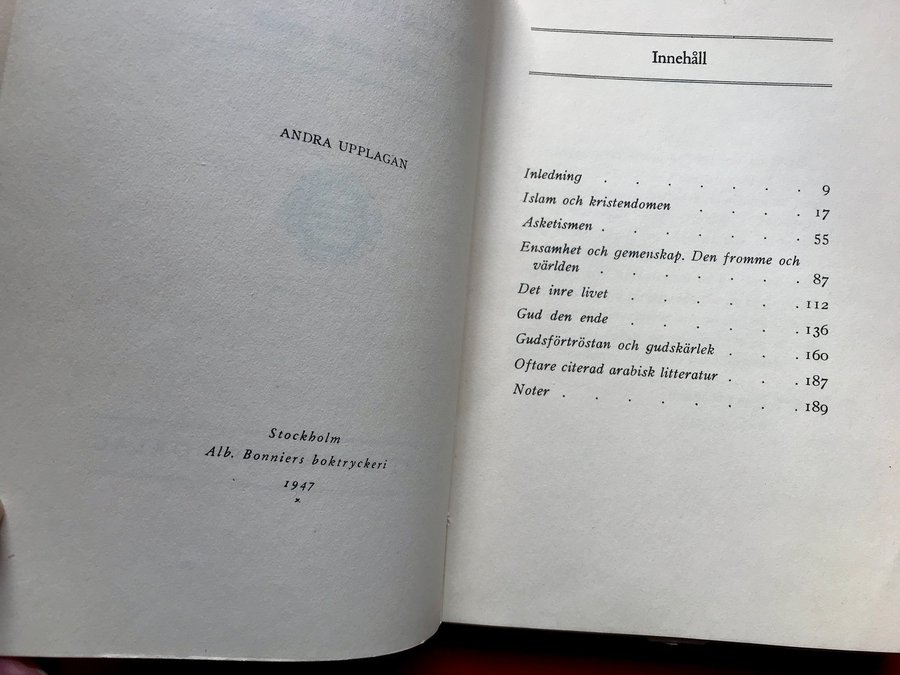 ANDRA UPPLAGAN
Stockholm
Alb. Bonniers boktryckeri
1947
Innehåll
Inledning . . . . . . . 9
Islam och kristendomen . . . . 17
Asketismen . . . . . . . 55
Ensamhet och gemenskap. Den fromme och
världen . . . . . . . 87
Det inre livet . . . . . . 112
Gud den ende . . . . . . 136
Gudsförtröstan och gudskärlek . . . 160
Oftare citerad arabisk litteratur . . . 187
Noter . . . . . . . . 189